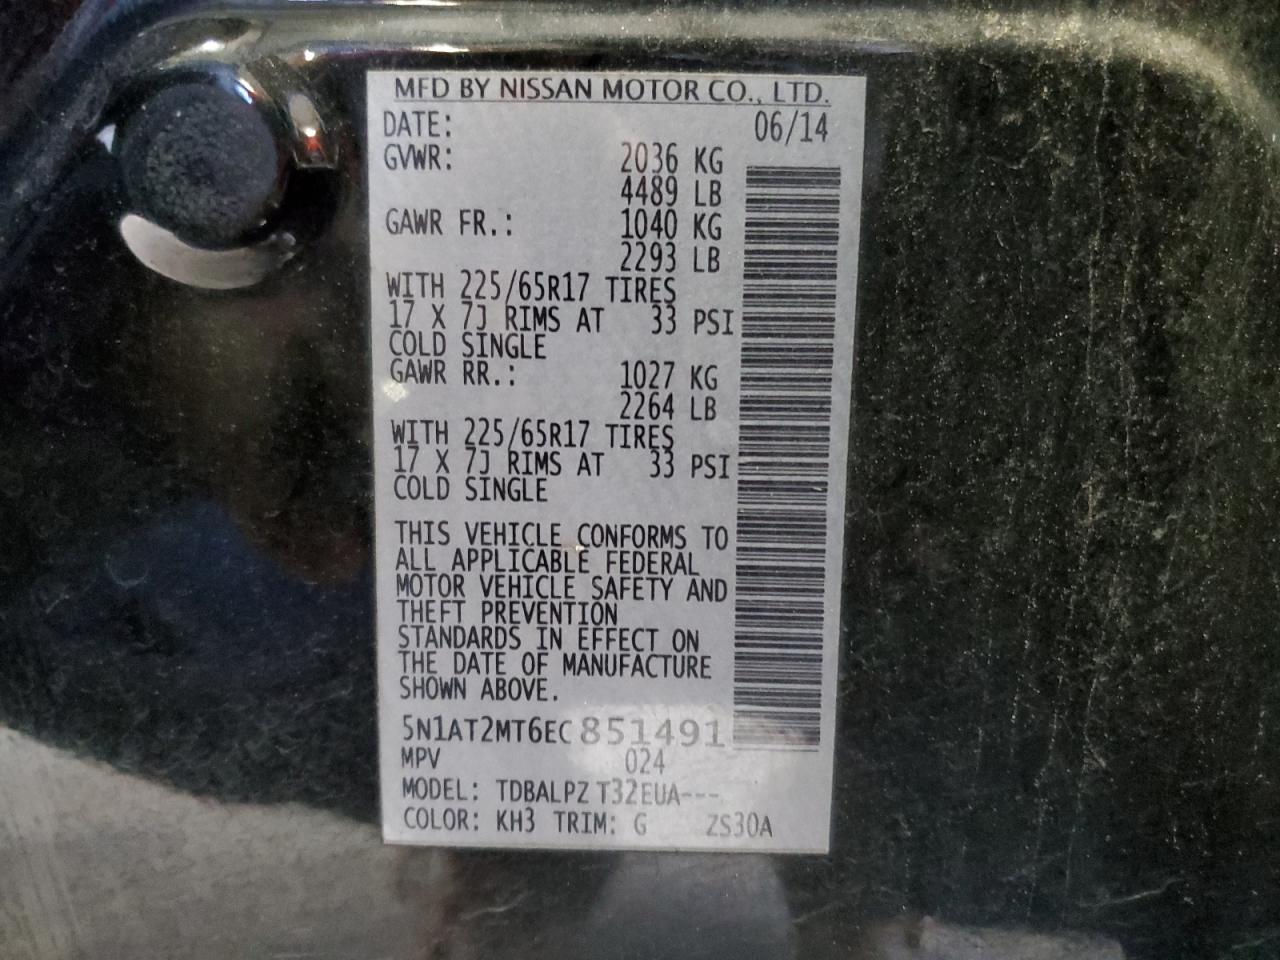 MFD BY NISSAN MOTOR CO., LTD.
DATE: 06/14
GVWR: 2036 KG
4489 LB
GAWR FR.: 1040 KG
2293 LB
WITH 225/65R17 TIRES
17 X 7J RIMS AT 33 PSI
COLD SINGLE
GAWR RR.: 1027 KG
2264 LB
WITH 225/65R17 TIRES
17 X 7J RIMS AT 33 PSI
COLD SINGLE
THIS VEHICLE CONFORMS TO
ALL APPLICABLE FEDERAL
MOTOR VEHICLE SAFETY AND
THEFT PREVENTION
STANDARDS IN EFFECT ON
THE DATE OF MANUFACTURE
SHOWN ABOVE.
5N1AT2MT6EC851491
MPV 024
MODEL: TDBALPZ T32EUA---
COLOR: KH3 TRIM: G ZS30A